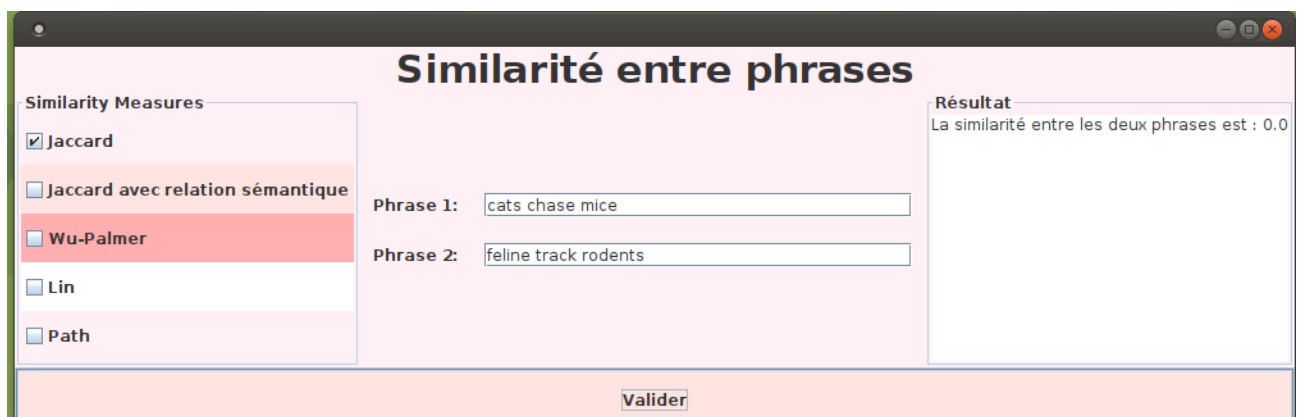 Similarité entre phrases
Similarity Measures
Jaccard
Jaccard avec relation sémantique
Wu-Palmer
Lin
Path
Phrase 1: cats chase mice
Phrase 2: feline track rodents
Résultat
La similarité entre les deux phrases est : 0.0
Valider